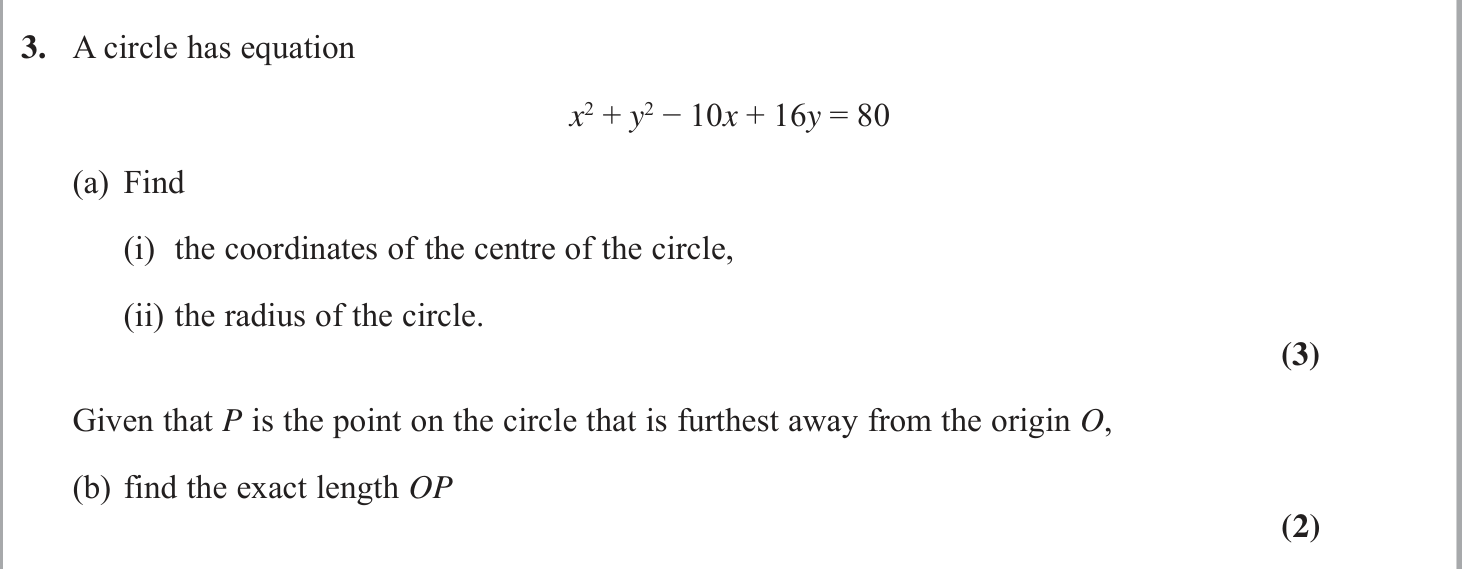 3. A circle has equation
x² + y² − 10x + 16y = 80
(a) Find
(i) the coordinates of the centre of the circle,
(ii) the radius of the circle.
(3)
Given that P is the point on the circle that is furthest away from the origin O,
(b) find the exact length OP
(2)